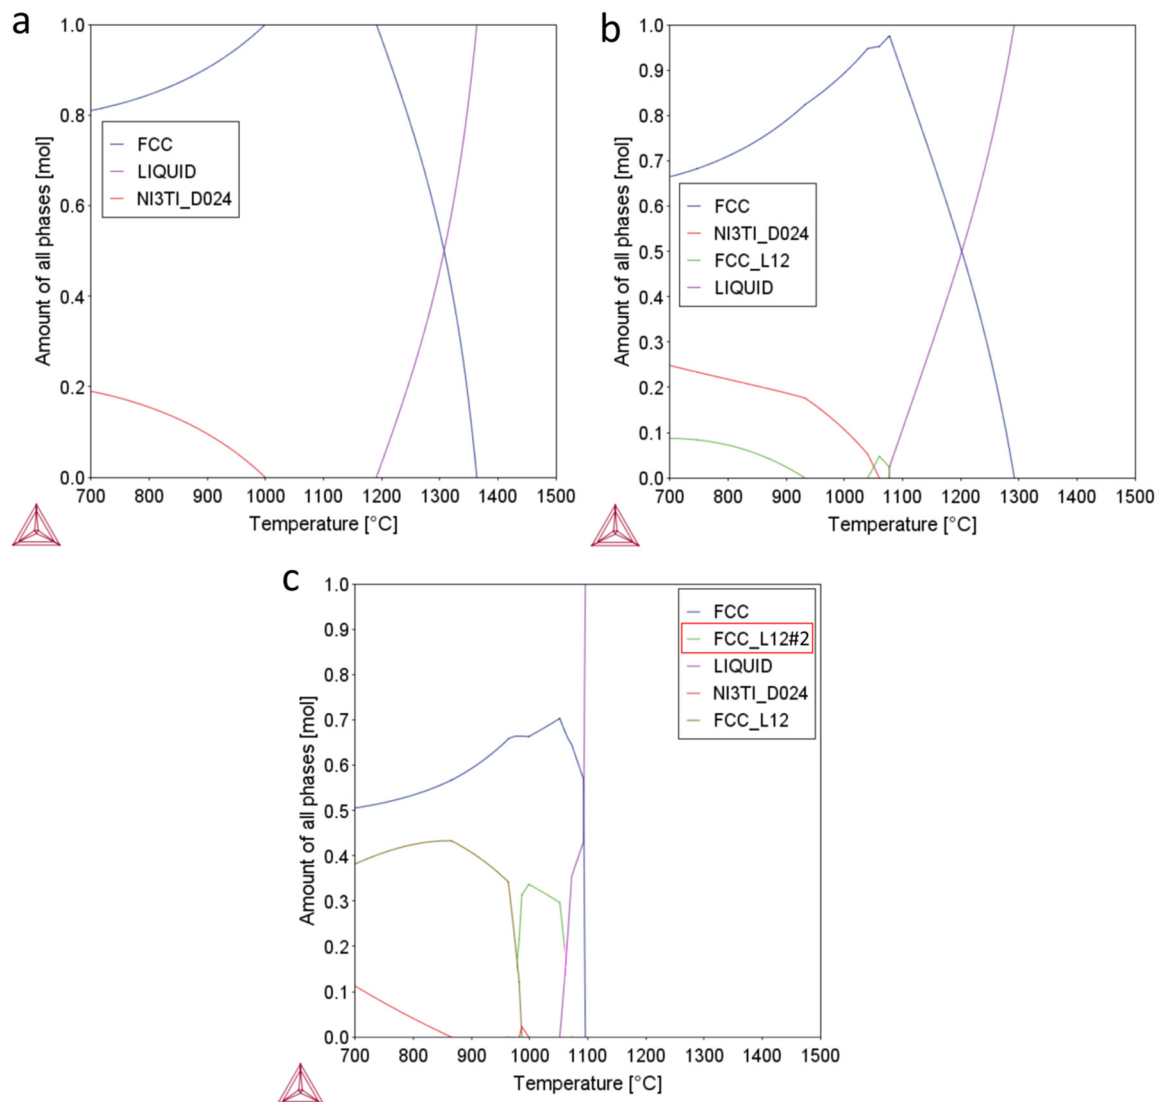 a
Amount of all phases [mol]
1.0
0.8
0.6
0.4
0.2
0.0
FCC
LIQUID
NI3TI_D024
700 800 900 1000 1100 1200 1300 1400 1500
Temperature [°C]
b
Amount of all phases [mol]
1.0
0.9
0.8
0.7
0.6
0.5
0.4
0.3
0.2
0.1
0.0
FCC
NI3TI_D024
FCC_L12
LIQUID
700 800 900 1000 1100 1200 1300 1400 1500
Temperature [°C]
c
Amount of all phases [mol]
1.0
0.9
0.8
0.7
0.6
0.5
0.4
0.3
0.2
0.1
0.0
FCC
FCC_L12#2
LIQUID
NI3TI_D024
FCC_L12
700 800 900 1000 1100 1200 1300 1400 1500
Temperature [°C]